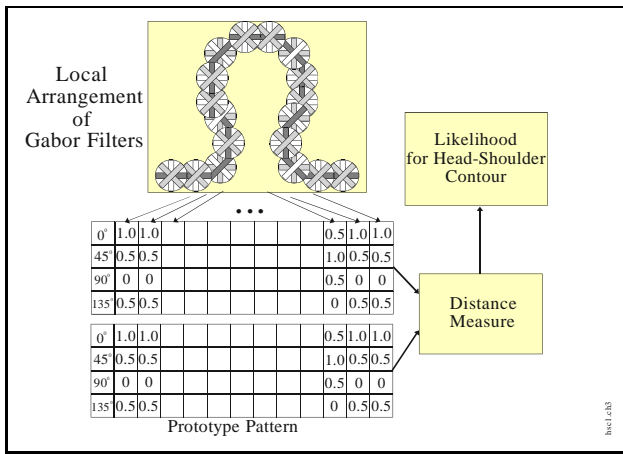 Local
Arrangement
of
Gabor Filters
Likelihood
for Head-Shoulder
Contour
...
0° 1.0 1.0 0.5 1.0 1.0
45° 0.5 0.5 1.0 0.5 0.5
90° 0 0 0.5 0 0
135° 0.5 0.5 0 0.5 0.5
Distance
Measure
0° 1.0 1.0 0.5 1.0 1.0
45° 0.5 0.5 1.0 0.5 0.5
90° 0 0 0.5 0 0
135° 0.5 0.5 0 0.5 0.5
Prototype Pattern
hsc1.ch3